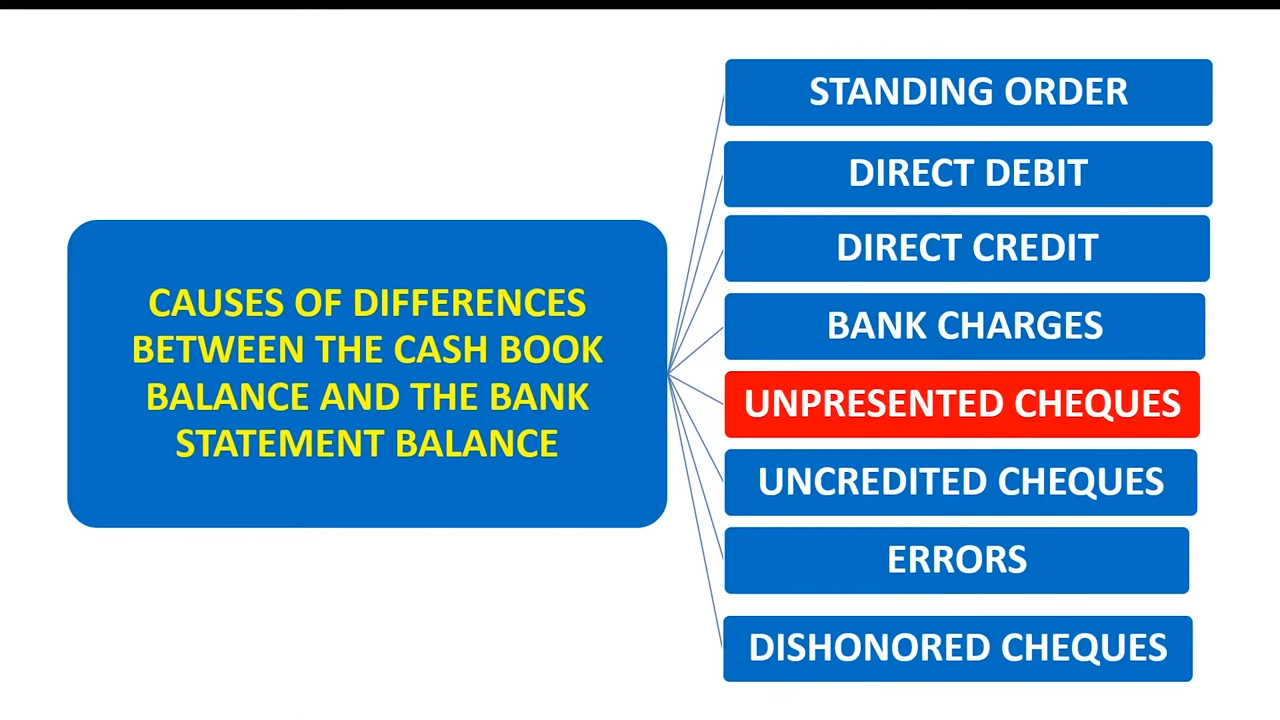 CAUSES OF DIFFERENCES
BETWEEN THE CASH BOOK
BALANCE AND THE BANK
STATEMENT BALANCE
STANDING ORDER
DIRECT DEBIT
DIRECT CREDIT
BANK CHARGES
UNPRESENTED CHEQUES
UNCREDITED CHEQUES
ERRORS
DISHONORED CHEQUES